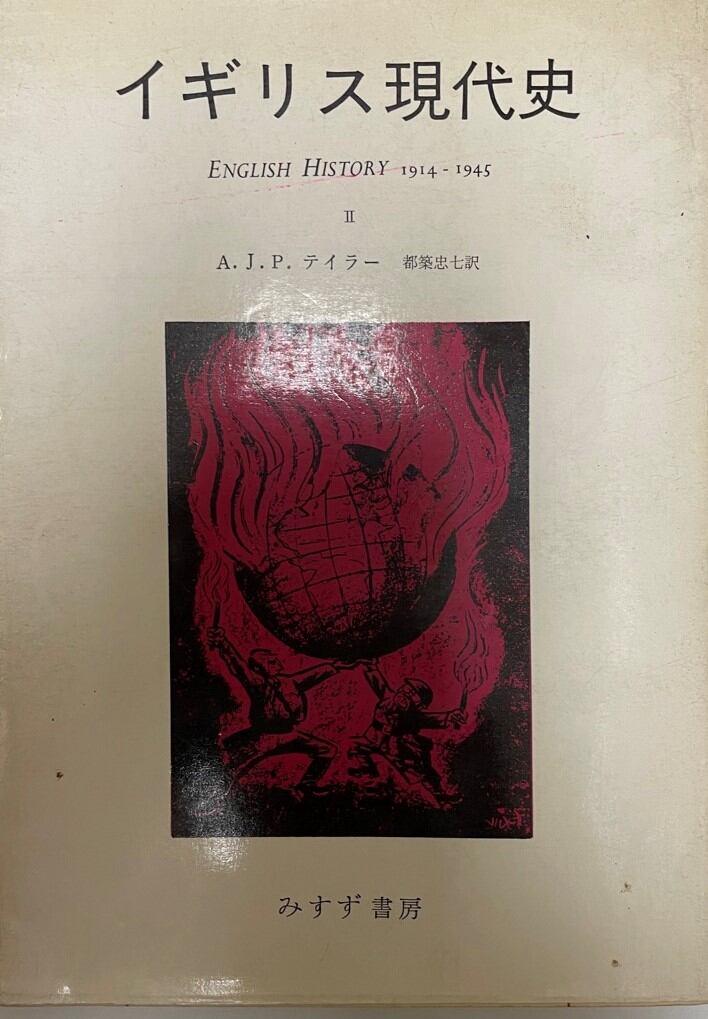 イギリス現代史
ENGLISH HISTORY 1914-1945
II
A.J.P. テイラー 都築忠七訳
みすず書房